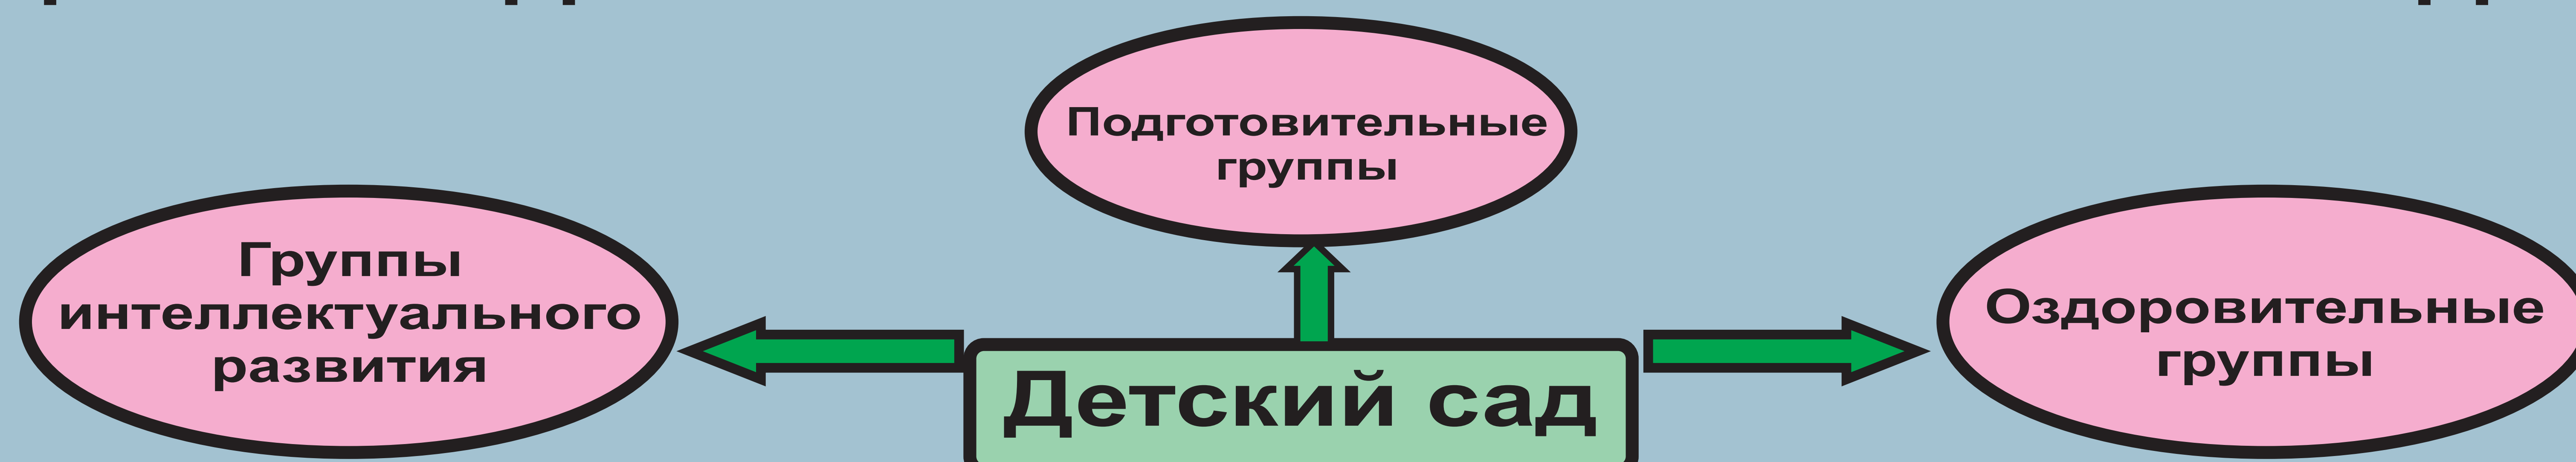 Подготовительные
группы
Группы
интеллектуального
развития
Оздоровительные
группы
Детский сад